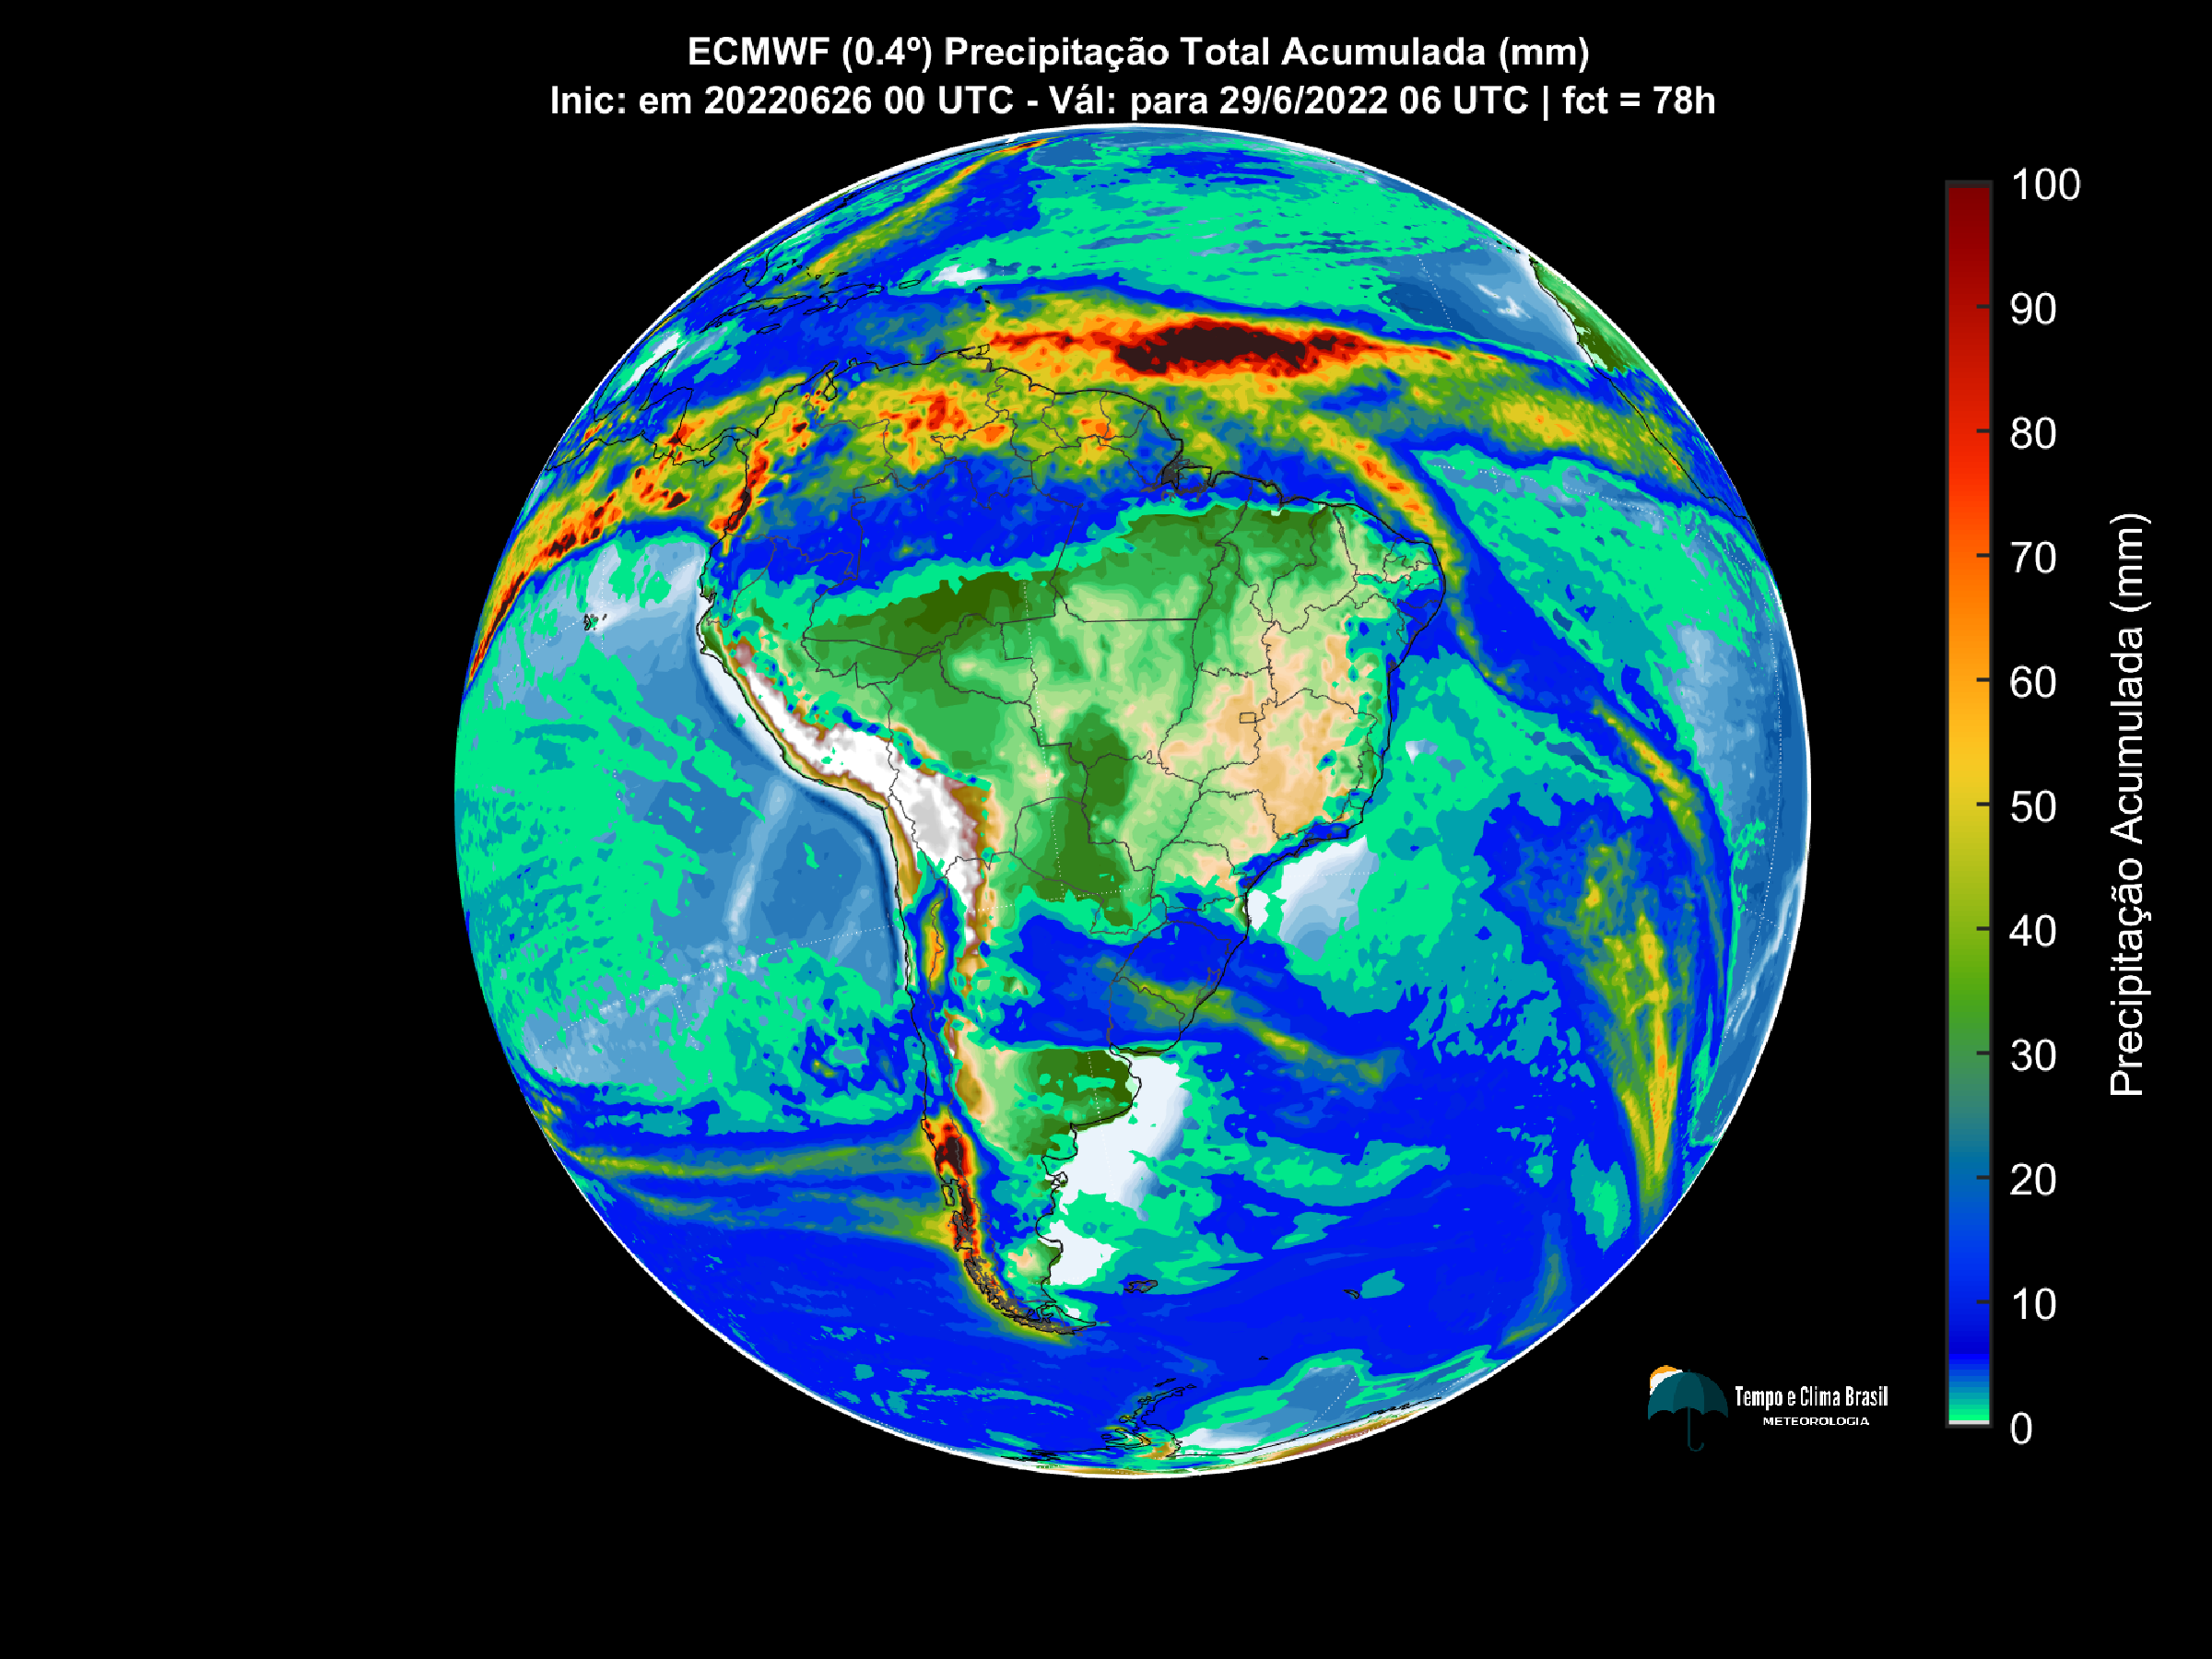 ECMWF (0.4º) Precipitação Total Acumulada (mm)
Inic: em 20220626 00 UTC - Vál: para 29/6/2022 06 UTC | fct = 78h
100
90
80
70
60
50
40
30
20
10
0
Precipitação Acumulada (mm)
Tempo e Clima Brasil
METEOROLOGIA